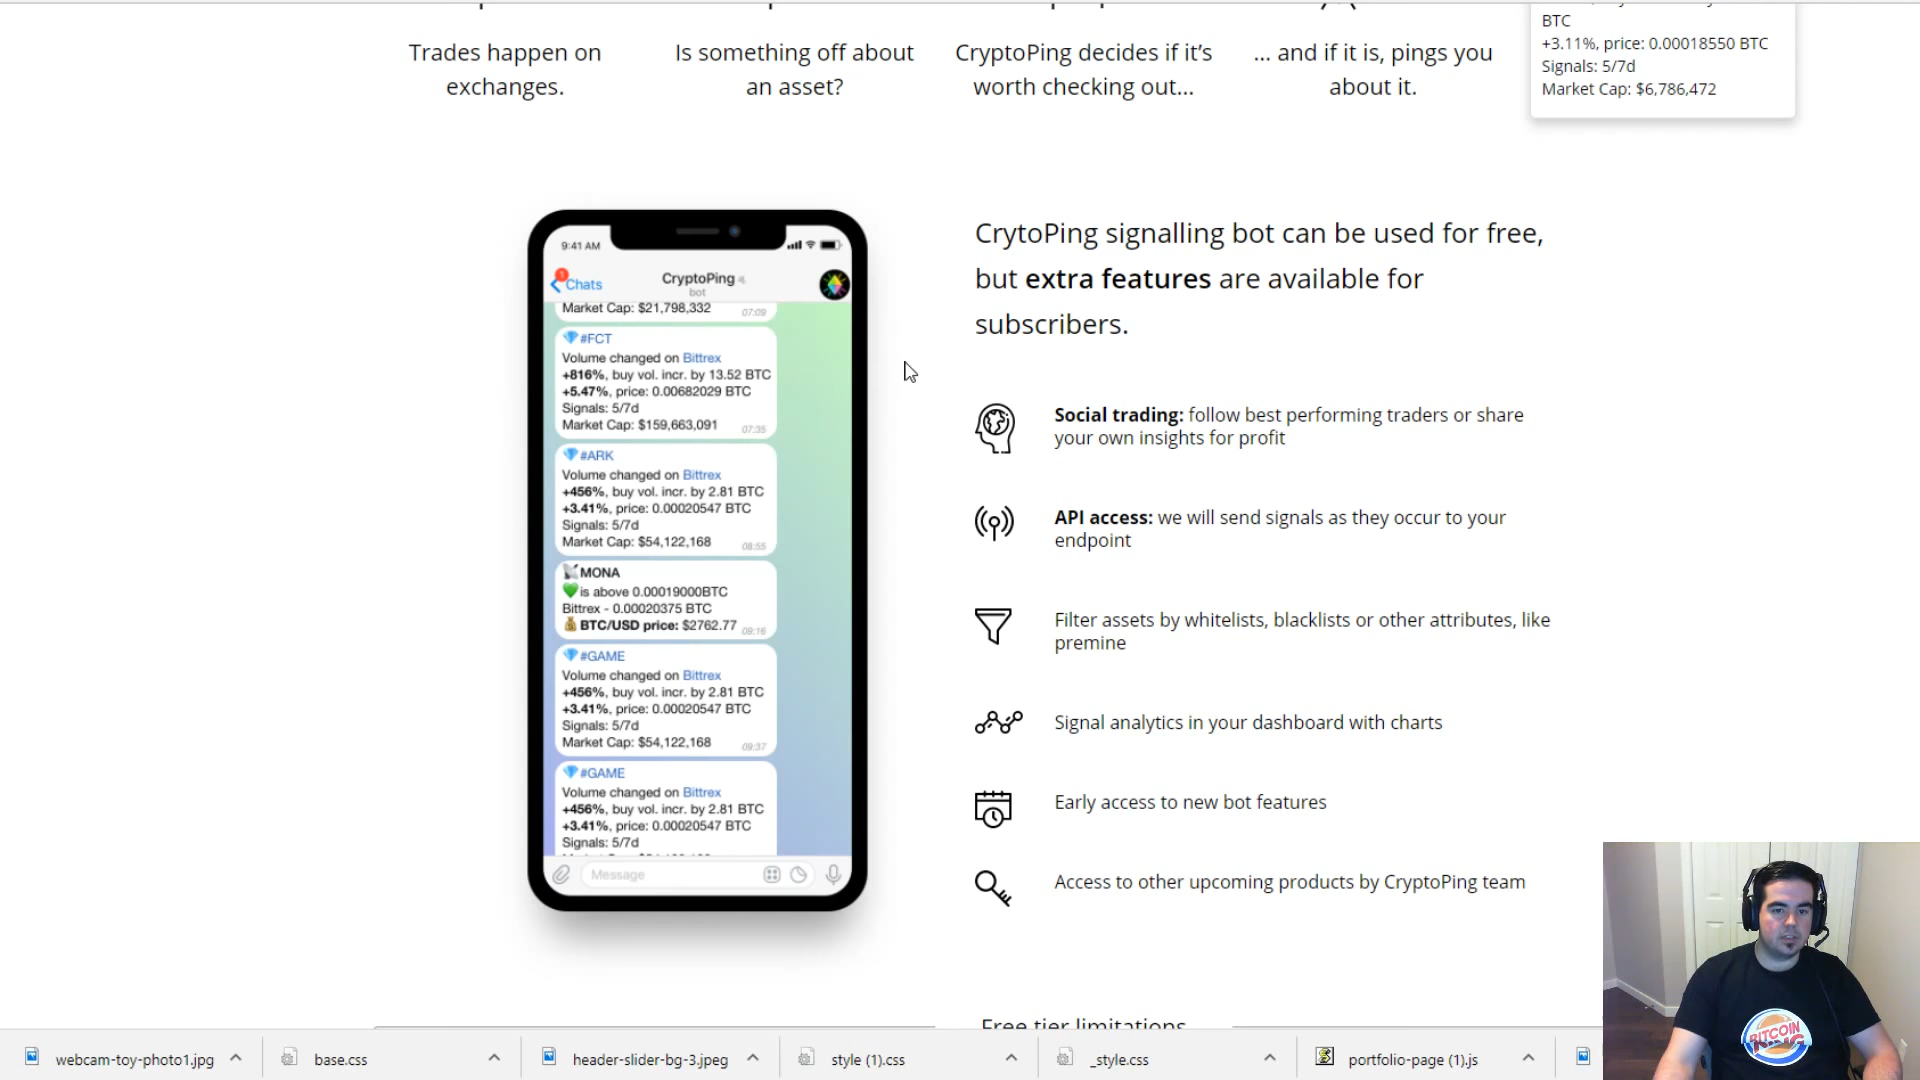 Trades happen on
exchanges.
Is something off about
an asset?
CryptoPing decides if it's
worth checking out...
... and if it is, pings you
about it.
BTC
+3.11%, price: 0.00018550 BTC
Signals: 5/7d
Market Cap: $6,786,472
9:41 AM
1
Chats
CryptoPing
bot
Market Cap: $21,798,332
07:09
#FCT
Volume changed on Bittrex
+816%, buy vol. incr. by 13.52 BTC
+5.47%, price: 0.00682029 BTC
Signals: 5/7d
Market Cap: $159,663,091
07:35
#ARK
Volume changed on Bittrex
+456%, buy vol. incr. by 2.81 BTC
+3.41%, price: 0.00020547 BTC
Signals: 5/7d
Market Cap: $54,122,168
08:55
MONA
is above 0.00019000BTC
Bittrex - 0.00020375 BTC
BTC/USD price: $2762.77
09:16
#GAME
Volume changed on Bittrex
+456%, buy vol. incr. by 2.81 BTC
+3.41%, price: 0.00020547 BTC
Signals: 5/7d
Market Cap: $54,122,168
09:37
#GAME
Volume changed on Bittrex
+456%, buy vol. incr. by 2.81 BTC
+3.41%, price: 0.00020547 BTC
Signals: 5/7d
Message
CrytoPing signalling bot can be used for free,
but extra features are available for
subscribers.
Social trading: follow best performing traders or share
your own insights for profit
API access: we will send signals as they occur to your
endpoint
Filter assets by whitelists, blacklists or other attributes, like
premine
Signal analytics in your dashboard with charts
Early access to new bot features
Access to other upcoming products by CryptoPing team
Free tier limitations
BITCOIN
KING
webcam-toy-photo1.jpg
base.css
header-slider-bg-3.jpeg
style (1).css
_style.css
portfolio-page (1).js